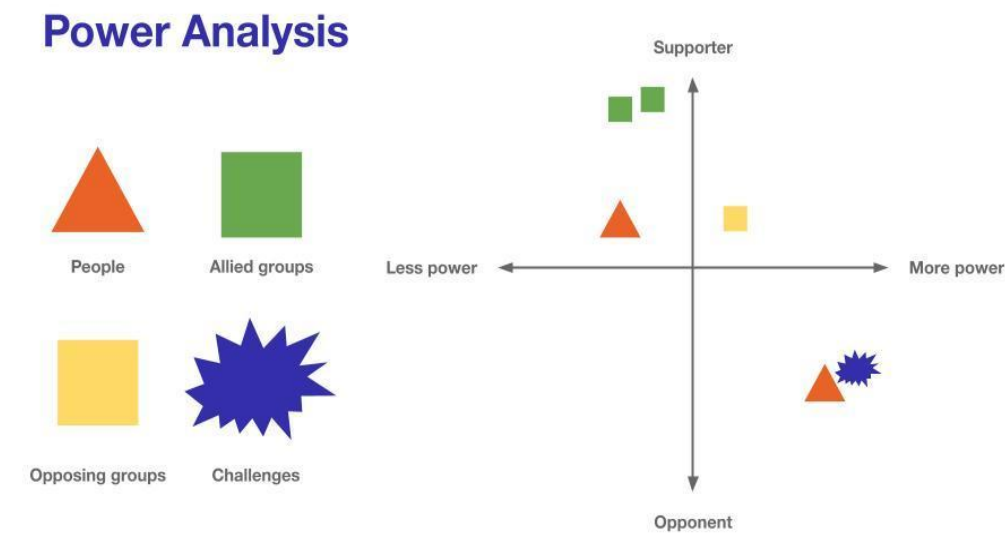 Power Analysis
Supporter
People
Allied groups
Less power
More power
Opposing groups
Challenges
Opponent